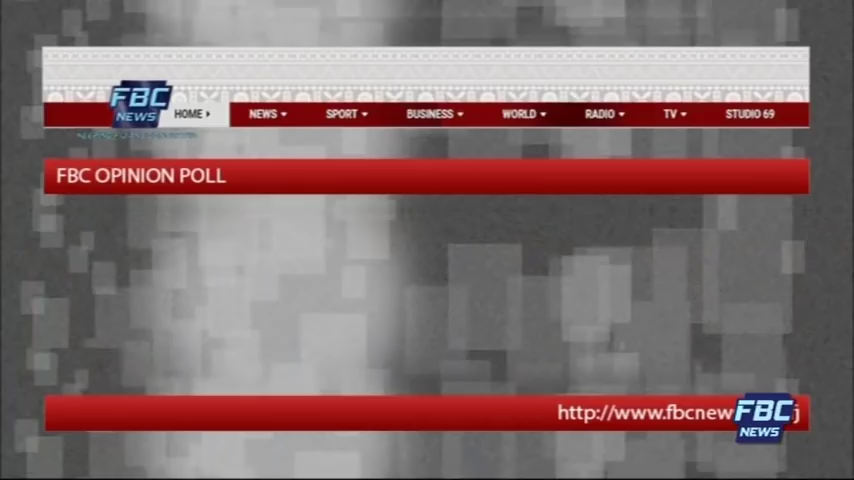 FBC
NEWS
HOME NEWS SPORT BUSINESS WORLD RADIO TV STUDIO 69
FBC OPINION POLL
http://www.fbcnew j
FBC
NEWS